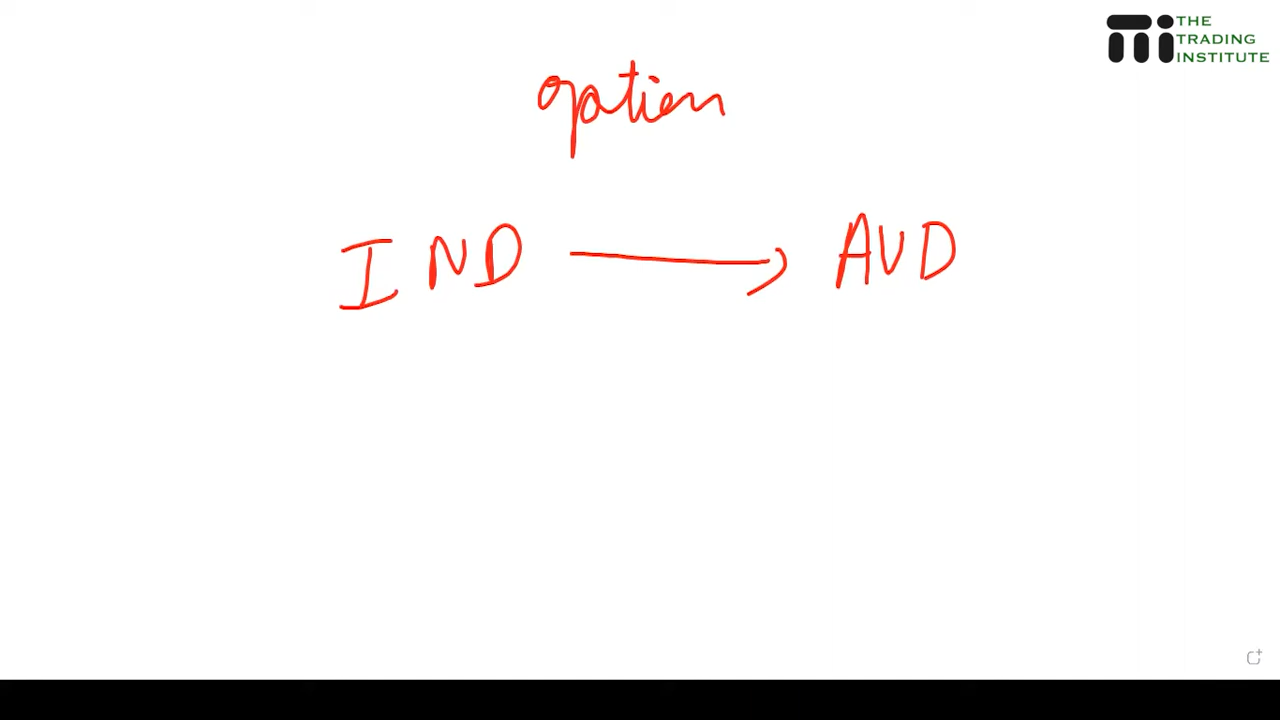 THE
TRADING
INSTITUTE
option
IND → AUD